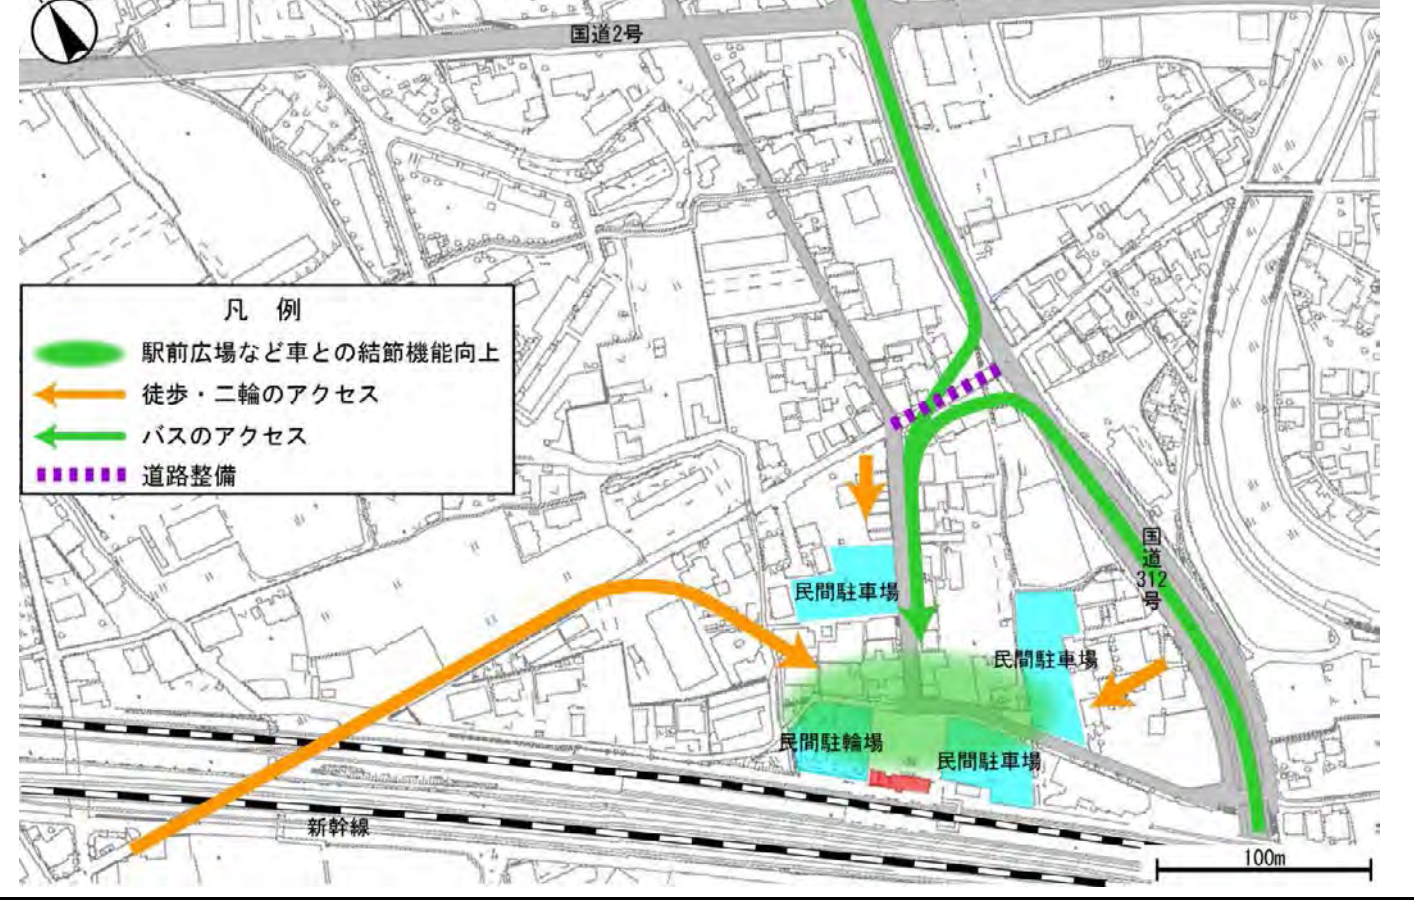 国道2号
凡 例
駅前広場など車との結節機能向上
徒歩・二輪のアクセス
バスのアクセス
道路整備
国道312号
民間駐車場
民間駐車場
民間駐輪場
民間駐車場
新幹線
100m